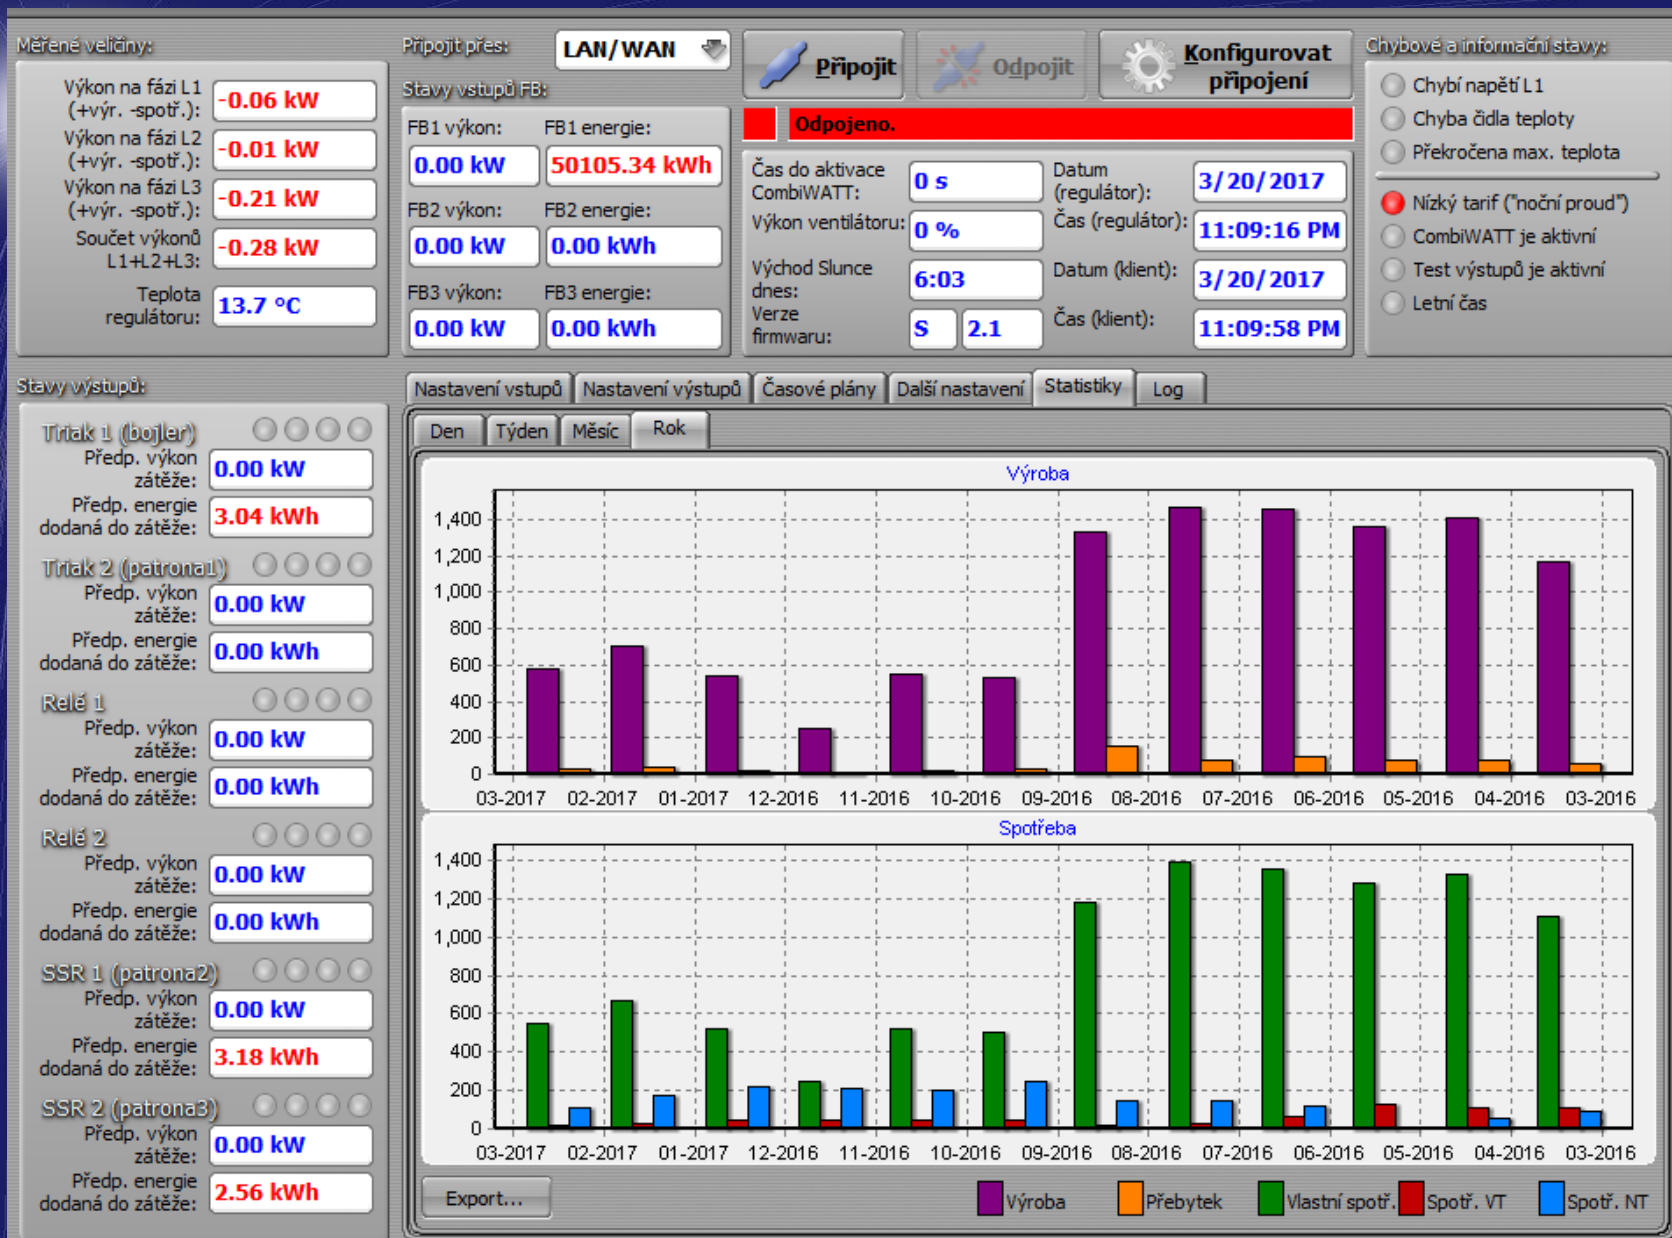 Měřené veličiny:
Výkon na fázi L1
(+výr. -spotř.):
-0.06 kW
Výkon na fázi L2
(+výr. -spotř.):
-0.01 kW
Výkon na fázi L3
(+výr. -spotř.):
-0.21 kW
Součet výkonů
L1+L2+L3:
-0.28 kW
Teplota
regulátoru:
13.7 °C
Připojit přes:
LAN/WAN
Stavy vstupů FB:
FB1 výkon: FB1 energie:
0.00 kW 50105.34 kWh
FB2 výkon: FB2 energie:
0.00 kW 0.00 kWh
FB3 výkon: FB3 energie:
0.00 kW 0.00 kWh
Připojit
Odpojit
Konfigurovat
připojení
Odpojeno.
Čas do aktivace
CombiWATT:
0 s
Výkon ventilátoru:
0 %
Východ Slunce
dnes:
6:03
Verze
firmwaru:
S 2.1
Datum
(regulátor):
3/20/2017
Čas (regulátor):
11:09:16 PM
Datum (klient):
3/20/2017
Čas (klient):
11:09:58 PM
Chybové a informační stavy:
Chybí napětí L1
Chyba čidla teploty
Překročena max. teplota
Nízký tarif ("noční proud")
CombiWATT je aktivní
Test výstupů je aktivní
Letní čas
Stavy výstupů:
Triak 1 (bojler)
Předp. výkon
zátěže:
0.00 kW
Předp. energie
dodaná do zátěže:
3.04 kWh
Triak 2 (patrona1)
Předp. výkon
zátěže:
0.00 kW
Předp. energie
dodaná do zátěže:
0.00 kWh
Relé 1
Předp. výkon
zátěže:
0.00 kW
Předp. energie
dodaná do zátěže:
0.00 kWh
Relé 2
Předp. výkon
zátěže:
0.00 kW
Předp. energie
dodaná do zátěže:
0.00 kWh
SSR 1 (patrona2)
Předp. výkon
zátěže:
0.00 kW
Předp. energie
dodaná do zátěže:
3.18 kWh
SSR 2 (patrona3)
Předp. výkon
zátěže:
0.00 kW
Předp. energie
dodaná do zátěže:
2.56 kWh
Nastavení vstupů Nastavení výstupů Časové plány Další nastavení Statistiky Log
Den Týden Měsíc Rok
Výroba
1,400
1,200
1,000
800
600
400
200
0
03-2017 02-2017 01-2017 12-2016 11-2016 10-2016 09-2016 08-2016 07-2016 06-2016 05-2016 04-2016 03-2016
Spotřeba
1,400
1,200
1,000
800
600
400
200
0
03-2017 02-2017 01-2017 12-2016 11-2016 10-2016 09-2016 08-2016 07-2016 06-2016 05-2016 04-2016 03-2016
Export...
Výroba Přebytek Vlastní spotř. Spotř. VT Spotř. NT